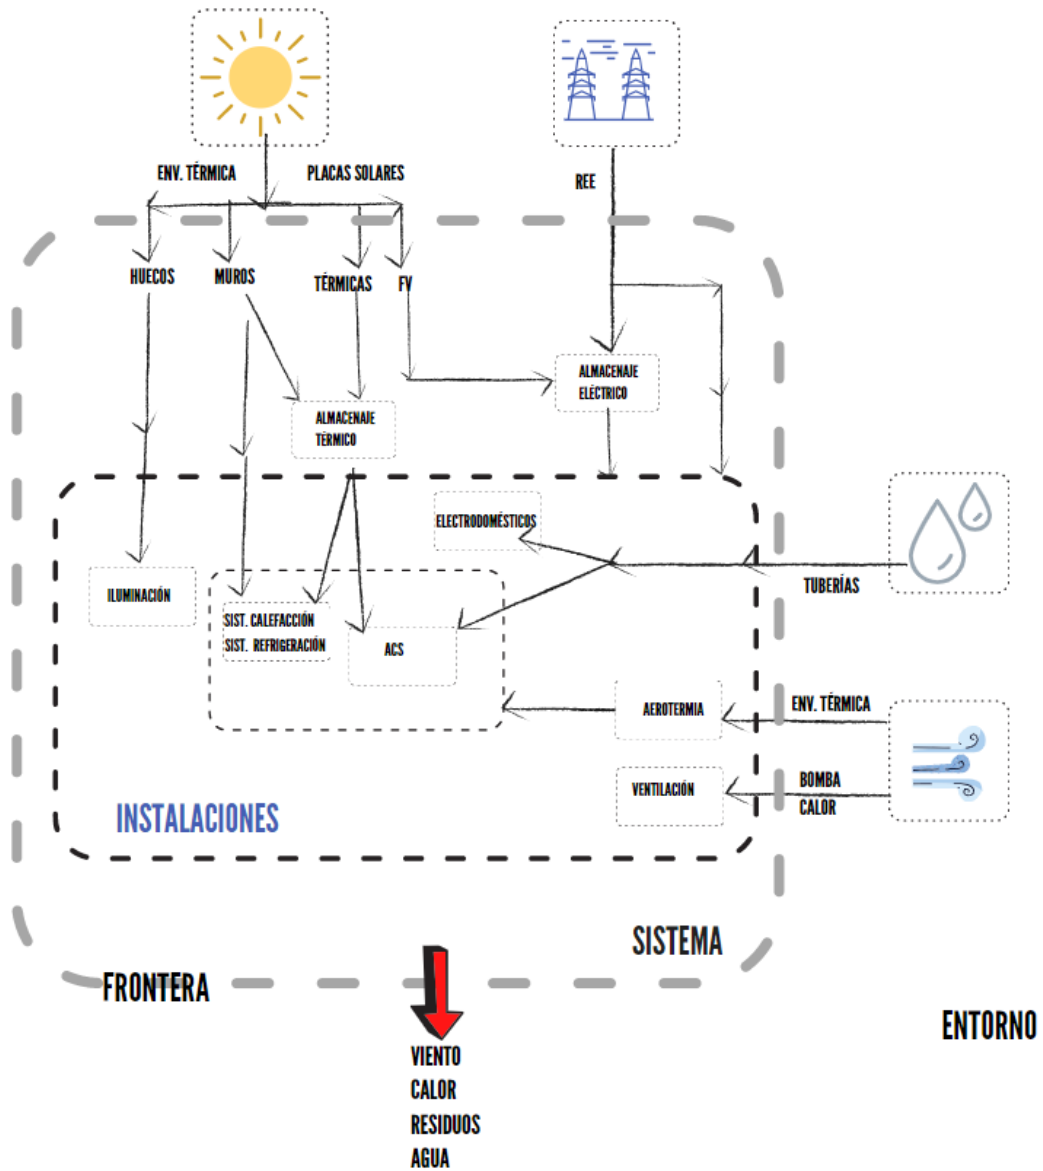 ENV. TÉRMICA
PLACAS SOLARES
REE
HUECOS
MUROS
TÉRMICAS
FV
ALMACENAJE
ELÉCTRICO
ALMACENAJE
TÉRMICO
ELECTRODOMÉSTICOS
TUBERÍAS
ILUMINACIÓN
SIST. CALEFACCIÓN
SIST. REFRIGERACIÓN
ACS
AEROTERMIA
ENV. TÉRMICA
VENTILACIÓN
BOMBA
CALOR
INSTALACIONES
SISTEMA
FRONTERA
ENTORNO
VIENTO
CALOR
RESIDUOS
AGUA